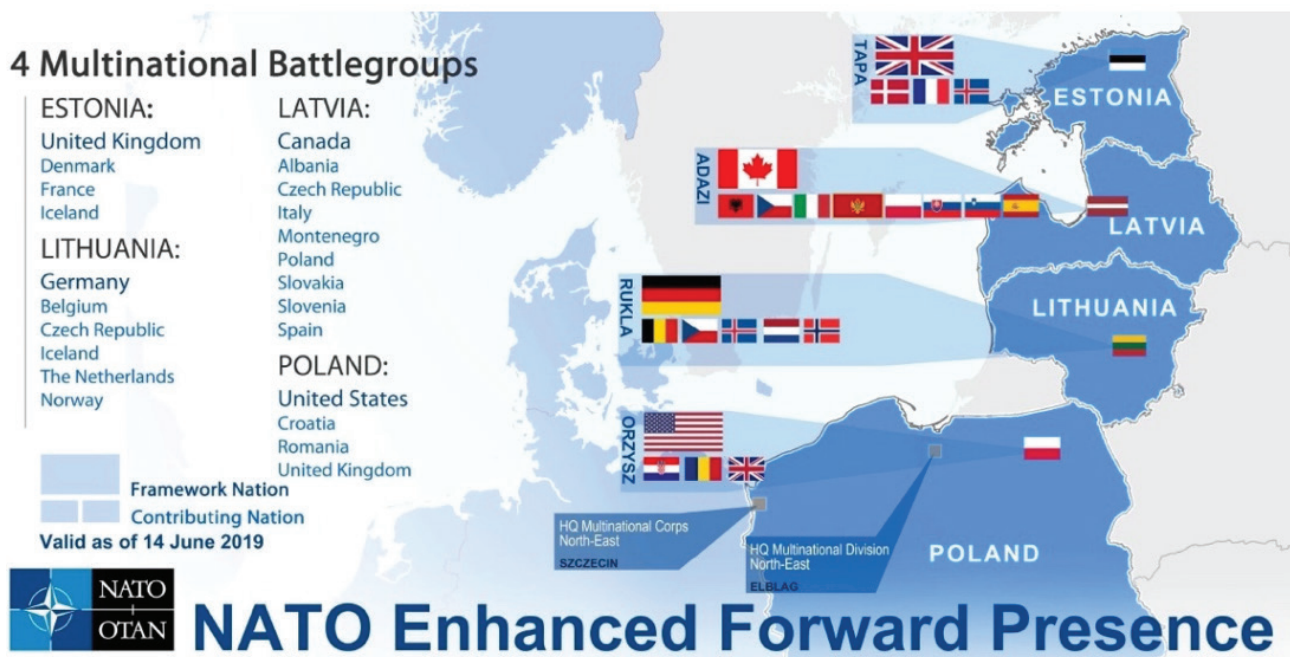 4 Multinational Battlegroups
ESTONIA:
United Kingdom
Denmark
France
Iceland
LITHUANIA:
Germany
Belgium
Czech Republic
Iceland
The Netherlands
Norway
LATVIA:
Canada
Albania
Czech Republic
Italy
Montenegro
Poland
Slovakia
Slovenia
Spain
POLAND:
United States
Croatia
Romania
United Kingdom
Framework Nation
Contributing Nation
Valid as of 14 June 2019
TAPA
ESTONIA
ADAZI
LATVIA
RUKLA
LITHUANIA
ORZYSZ
HQ Multinational Corps
North-East
SZCZECIN
HQ Multinational Division
North-East
ELBLAG
POLAND
NATO
OTAN
NATO Enhanced Forward Presence